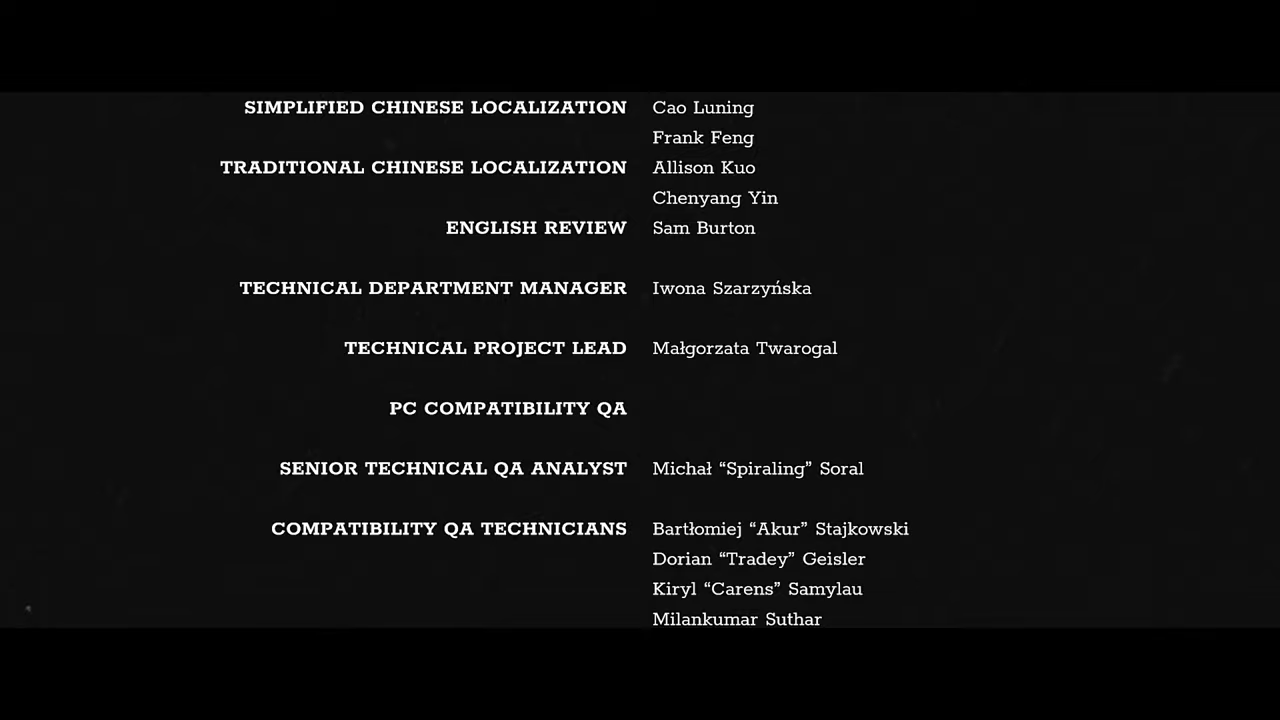 SIMPLIFIED CHINESE LOCALIZATION Cao Luning
Frank Feng
TRADITIONAL CHINESE LOCALIZATION Allison Kuo
Chenyang Yin
ENGLISH REVIEW Sam Burton
TECHNICAL DEPARTMENT MANAGER Iwona Szarzyńska
TECHNICAL PROJECT LEAD Małgorzata Twarogal
PC COMPATIBILITY QA
SENIOR TECHNICAL QA ANALYST Michał “Spiraling” Soral
COMPATIBILITY QA TECHNICIANS Bartłomiej “Akur” Stajkowski
Dorian “Tradey” Geisler
Kiryl “Carens” Samylau
Milankumar Suthar